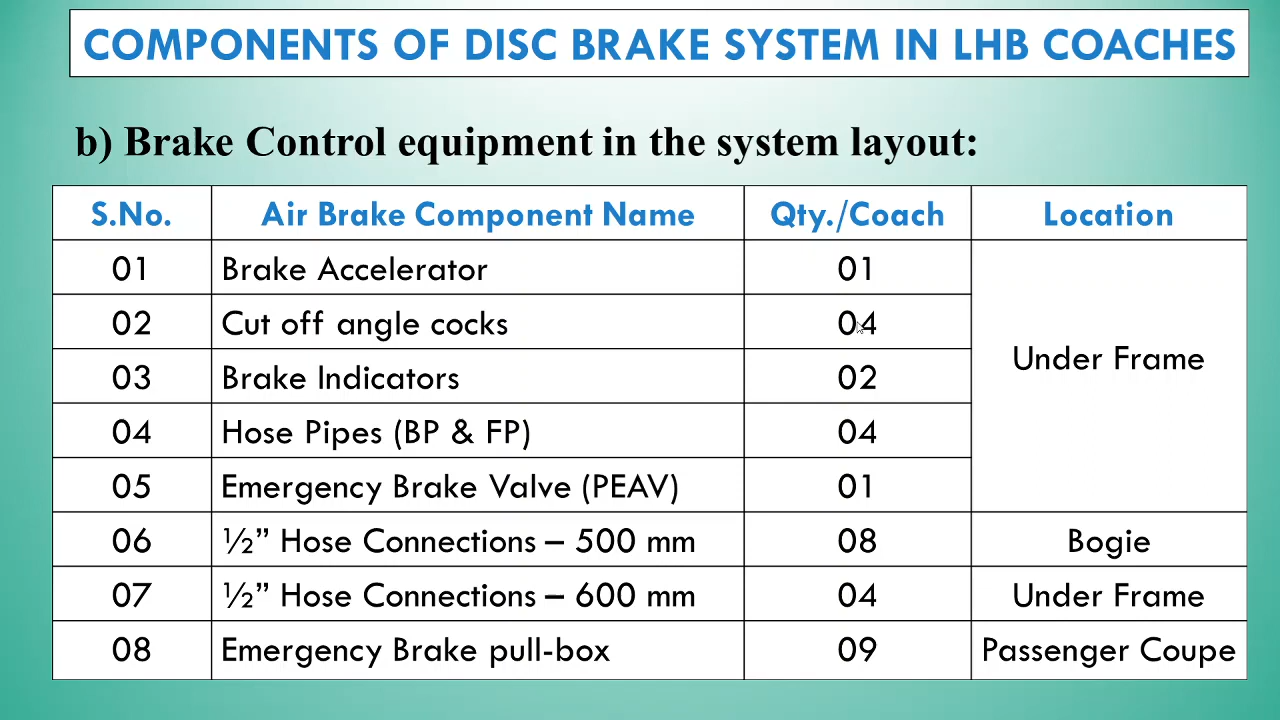 COMPONENTS OF DISC BRAKE SYSTEM IN LHB COACHES
b) Brake Control equipment in the system layout:
S.No. Air Brake Component Name Qty./Coach Location
01 Brake Accelerator 01
02 Cut off angle cocks 04
Under Frame
03 Brake Indicators 02
04 Hose Pipes (BP & FP) 04
05 Emergency Brake Valve (PEAV) 01
06 ½” Hose Connections – 500 mm 08 Bogie
07 ½” Hose Connections – 600 mm 04 Under Frame
08 Emergency Brake pull-box 09 Passenger Coupe